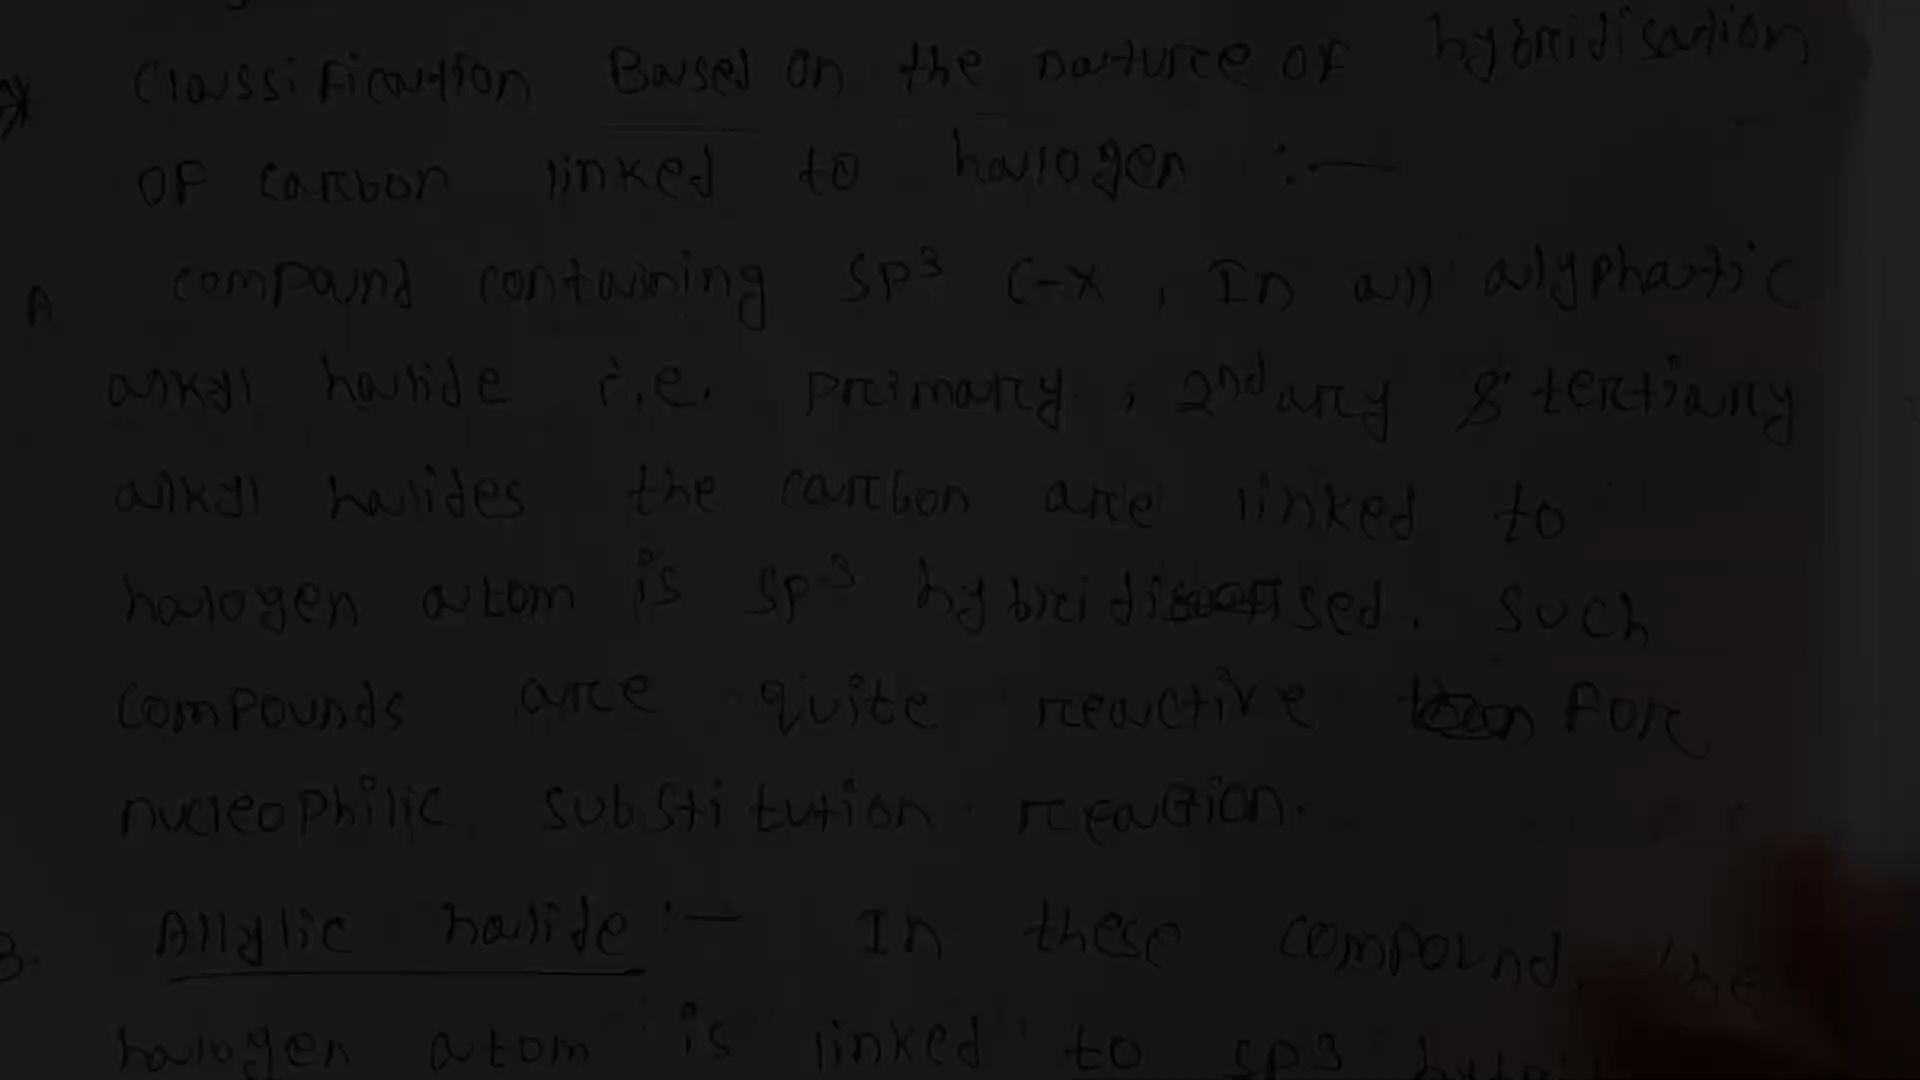 Classification Based on the nature of hybridisation
of carbon linked to halogen :—
A compound containing sp³ C-X, In all alyphatic
alkyl halide i.e. primary, 2ndary & tertiary
alkyl halides the carbon are linked to
halogen atom is sp³ hybridised. Such
compounds are quite reactive for
nucleophilic substitution reaction.
B. Allylic halide :— In these compound, the
halogen atom is linked to sp3